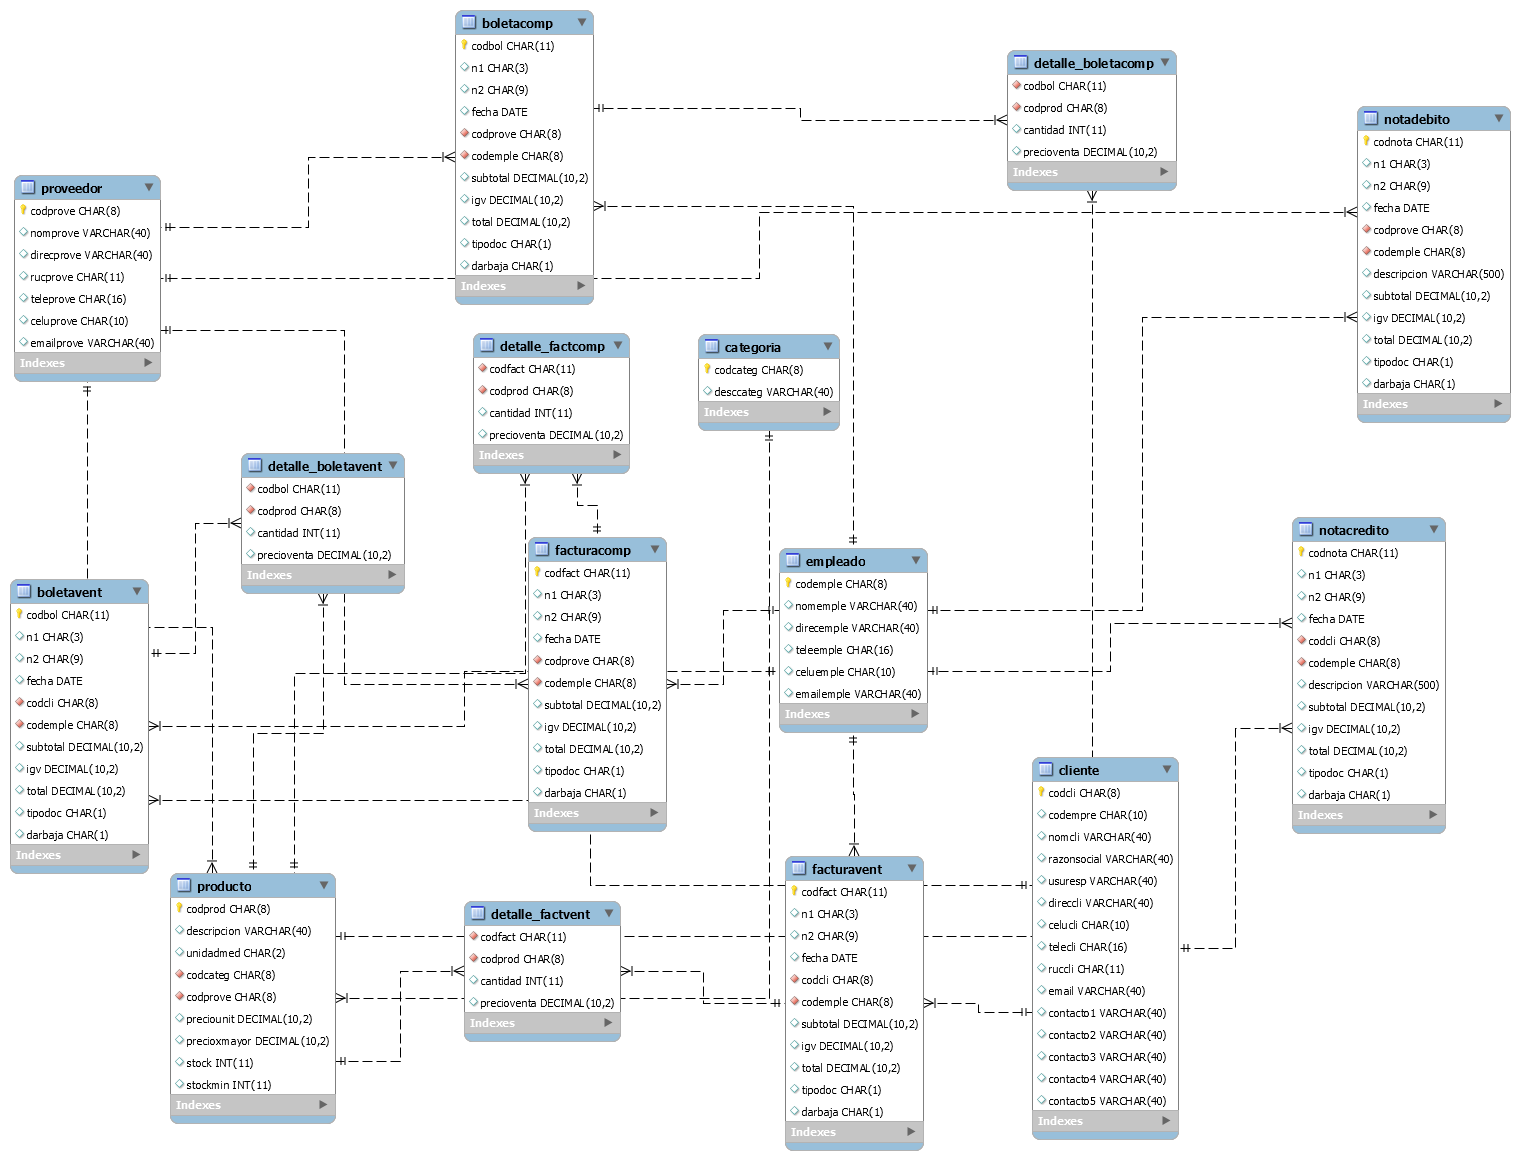 boletacomp
codbol CHAR(11)
n1 CHAR(3)
n2 CHAR(9)
fecha DATE
codprove CHAR(8)
codemple CHAR(8)
subtotal DECIMAL(10,2)
igv DECIMAL(10,2)
total DECIMAL(10,2)
tipodoc CHAR(1)
darbaja CHAR(1)
Indexes
detalle_boletacomp
codbol CHAR(11)
codprod CHAR(8)
cantidad INT(11)
precioventa DECIMAL(10,2)
Indexes
notadebito
codnota CHAR(11)
n1 CHAR(3)
n2 CHAR(9)
fecha DATE
codprove CHAR(8)
codemple CHAR(8)
descripcion VARCHAR(500)
subtotal DECIMAL(10,2)
igv DECIMAL(10,2)
total DECIMAL(10,2)
tipodoc CHAR(1)
darbaja CHAR(1)
Indexes
proveedor
codprove CHAR(8)
nomprove VARCHAR(40)
direcprove VARCHAR(40)
rucprove CHAR(11)
teleprove CHAR(16)
celuprove CHAR(10)
emailprove VARCHAR(40)
Indexes
detalle_factcomp
codfact CHAR(11)
codprod CHAR(8)
cantidad INT(11)
precioventa DECIMAL(10,2)
Indexes
categoria
codcateg CHAR(8)
desccateg VARCHAR(40)
Indexes
detalle_boletavent
codbol CHAR(11)
codprod CHAR(8)
cantidad INT(11)
precioventa DECIMAL(10,2)
Indexes
notacredito
codnota CHAR(11)
n1 CHAR(3)
n2 CHAR(9)
fecha DATE
codcli CHAR(8)
codemple CHAR(8)
descripcion VARCHAR(500)
subtotal DECIMAL(10,2)
igv DECIMAL(10,2)
total DECIMAL(10,2)
tipodoc CHAR(1)
darbaja CHAR(1)
Indexes
facturacomp
codfact CHAR(11)
n1 CHAR(3)
n2 CHAR(9)
fecha DATE
codprove CHAR(8)
codemple CHAR(8)
subtotal DECIMAL(10,2)
igv DECIMAL(10,2)
total DECIMAL(10,2)
tipodoc CHAR(1)
darbaja CHAR(1)
Indexes
empleado
codemple CHAR(8)
nomemple VARCHAR(40)
direcemple VARCHAR(40)
teleemple CHAR(16)
celuemple CHAR(10)
emailemple VARCHAR(40)
Indexes
boletavent
codbol CHAR(11)
n1 CHAR(3)
n2 CHAR(9)
fecha DATE
codcli CHAR(8)
codemple CHAR(8)
subtotal DECIMAL(10,2)
igv DECIMAL(10,2)
total DECIMAL(10,2)
tipodoc CHAR(1)
darbaja CHAR(1)
Indexes
cliente
codcli CHAR(8)
codempre CHAR(10)
nomcli VARCHAR(40)
razonsocial VARCHAR(40)
usuresp VARCHAR(40)
direccli VARCHAR(40)
celucli CHAR(10)
telecli CHAR(16)
ruccli CHAR(11)
email VARCHAR(40)
contacto1 VARCHAR(40)
contacto2 VARCHAR(40)
contacto3 VARCHAR(40)
contacto4 VARCHAR(40)
contacto5 VARCHAR(40)
Indexes
facturavent
codfact CHAR(11)
n1 CHAR(3)
n2 CHAR(9)
fecha DATE
codcli CHAR(8)
codemple CHAR(8)
subtotal DECIMAL(10,2)
igv DECIMAL(10,2)
total DECIMAL(10,2)
tipodoc CHAR(1)
darbaja CHAR(1)
Indexes
producto
codprod CHAR(8)
descripcion VARCHAR(40)
unidadmed CHAR(2)
codcateg CHAR(8)
codprove CHAR(8)
preciounit DECIMAL(10,2)
precioxmayor DECIMAL(10,2)
stock INT(11)
stockmin INT(11)
Indexes
detalle_factvent
codfact CHAR(11)
codprod CHAR(8)
cantidad INT(11)
precioventa DECIMAL(10,2)
Indexes